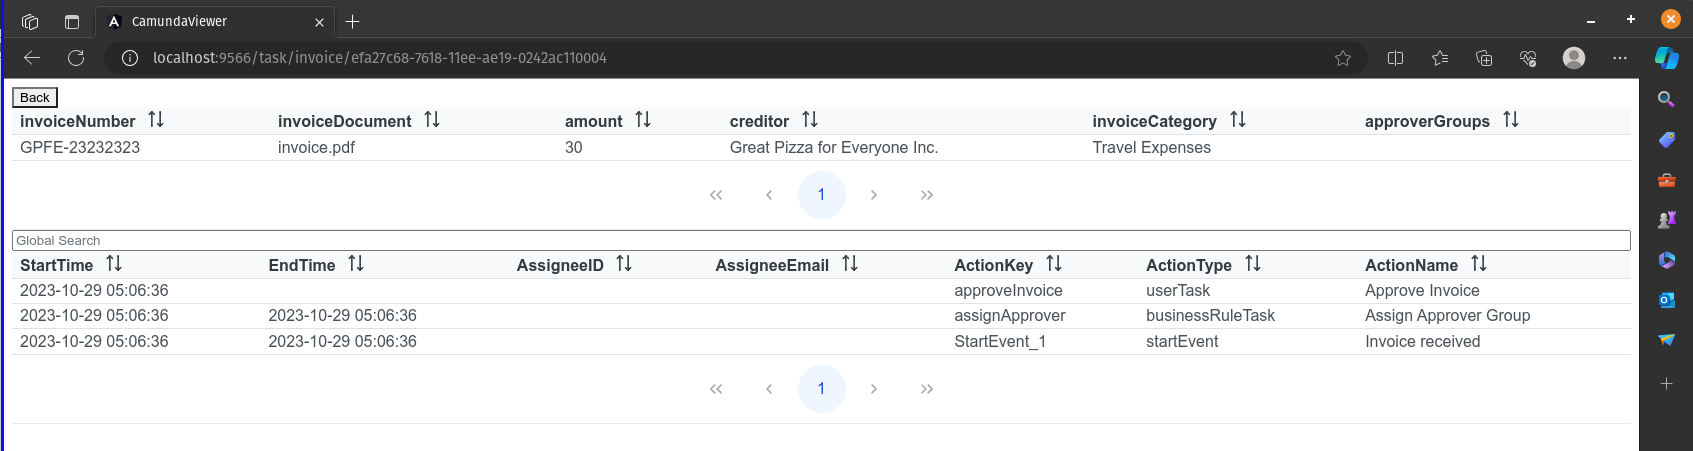 CamundaViewer
localhost:9566/task/invoice/efa27c68-7618-11ee-ae19-0242ac110004
Back
invoiceNumber invoiceDocument amount creditor invoiceCategory approverGroups
GPFE-23232323 invoice.pdf 30 Great Pizza for Everyone Inc. Travel Expenses
1
Global Search
StartTime EndTime AssigneeID AssigneeEmail ActionKey ActionType ActionName
2023-10-29 05:06:36 approveInvoice userTask Approve Invoice
2023-10-29 05:06:36 2023-10-29 05:06:36 assignApprover businessRuleTask Assign Approver Group
2023-10-29 05:06:36 2023-10-29 05:06:36 StartEvent_1 startEvent Invoice received
1